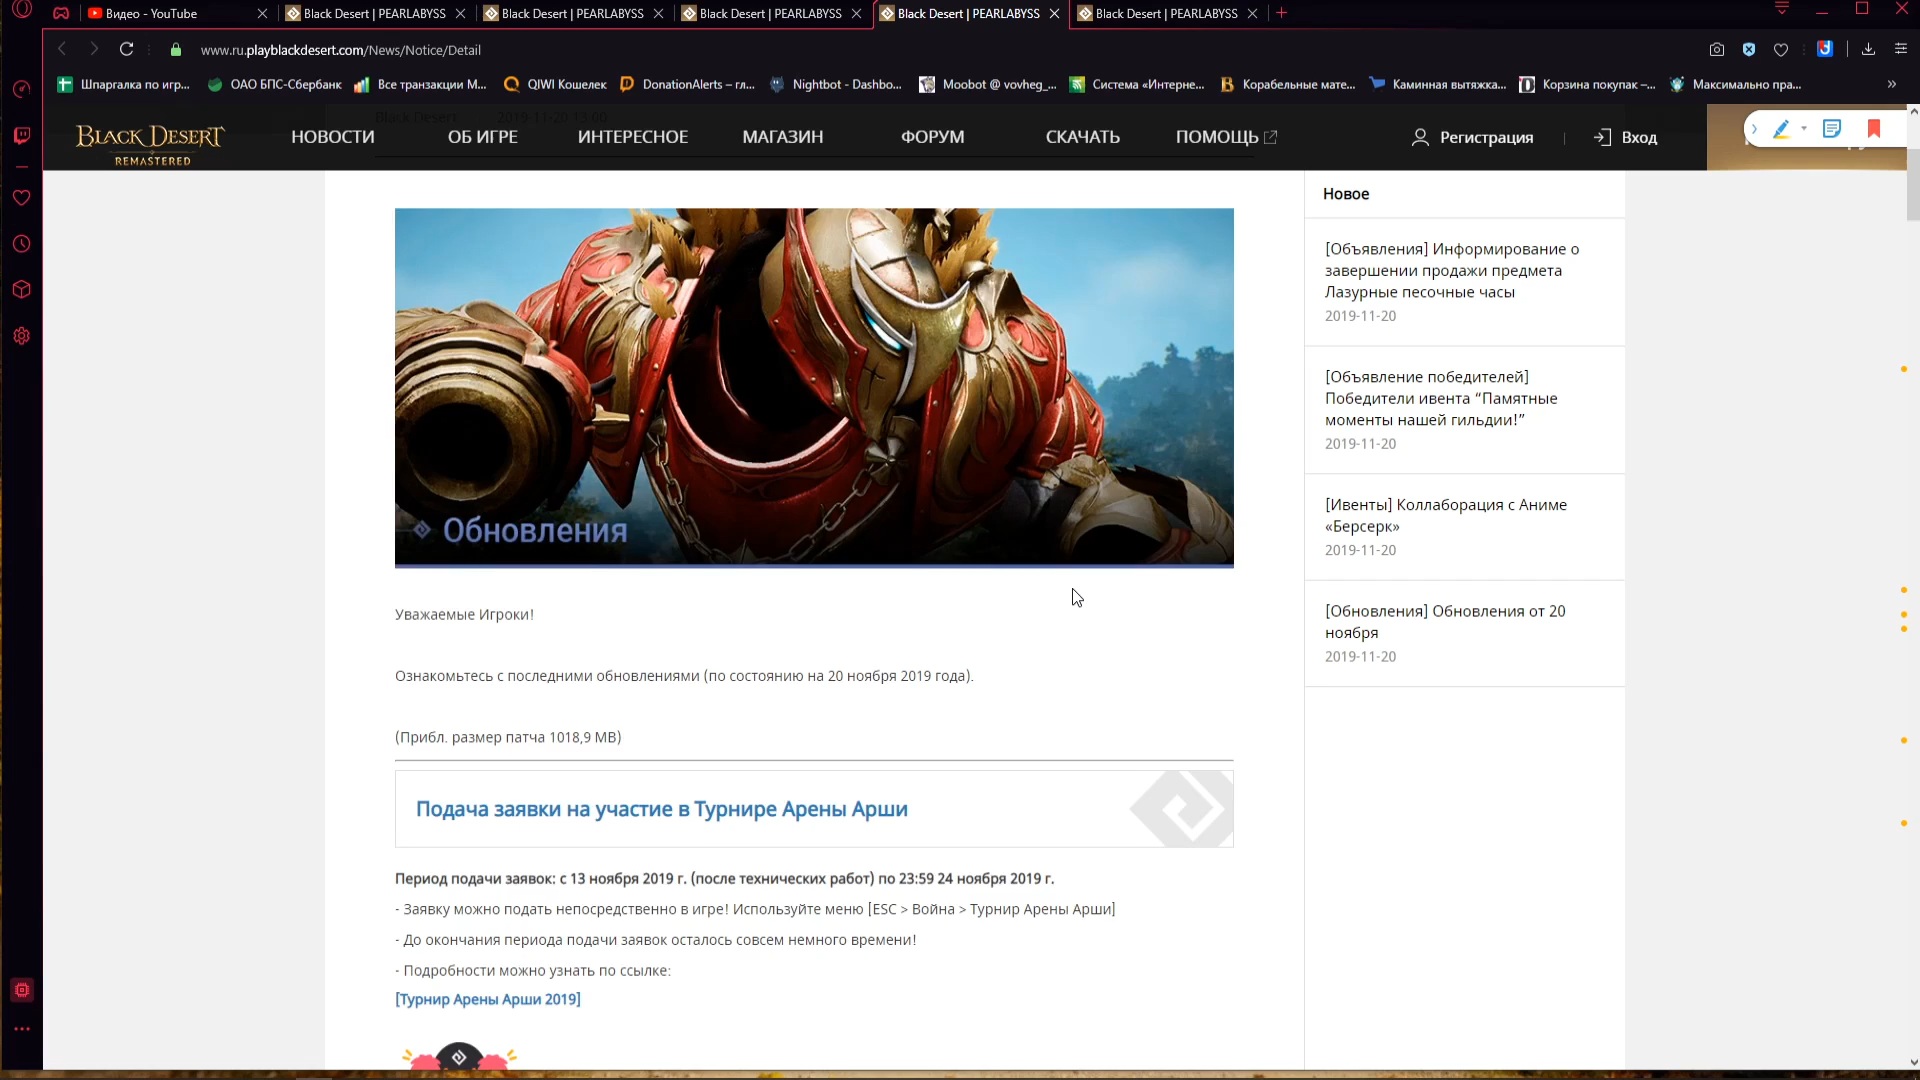 Видео - YouTube
Black Desert | PEARLABYSS
Black Desert | PEARLABYSS
Black Desert | PEARLABYSS
Black Desert | PEARLABYSS
Black Desert | PEARLABYSS
www.ru.playblackdesert.com/News/Notice/Detail
Шпаргалка по игр...
ОАО БПС-Сбербанк
Все транзакции M...
QIWI Кошелек
DonationAlerts – гл...
Nightbot - Dashbo...
Moobot @ vovheg_...
Система «Интерне...
Корабельные мате...
Каминная вытяжка...
Корзина покупак –...
Максимально пра...
Black Desert 2019-11-20 13:00
BLACK DESERT
REMASTERED
НОВОСТИ
ОБ ИГРЕ
ИНТЕРЕСНОЕ
МАГАЗИН
ФОРУМ
СКАЧАТЬ
ПОМОЩЬ
Регистрация
Вход
Обновления
Уважаемые Игроки!
Ознакомьтесь с последними обновлениями (по состоянию на 20 ноября 2019 года).
(Прибл. размер патча 1018,9 MB)
Подача заявки на участие в Турнире Арены Арши
Период подачи заявок: с 13 ноября 2019 г. (после технических работ) по 23:59 24 ноября 2019 г.
- Заявку можно подать непосредственно в игре! Используйте меню [ESC > Война > Турнир Арены Арши]
- До окончания периода подачи заявок осталось совсем немного времени!
- Подробности можно узнать по ссылке:
[Турнир Арены Арши 2019]
Новое
[Объявления] Информирование о
завершении продажи предмета
Лазурные песочные часы
2019-11-20
[Объявление победителей]
Победители ивента “Памятные
моменты нашей гильдии!”
2019-11-20
[Ивенты] Коллаборация с Аниме
«Берсерк»
2019-11-20
[Обновления] Обновления от 20
ноября
2019-11-20